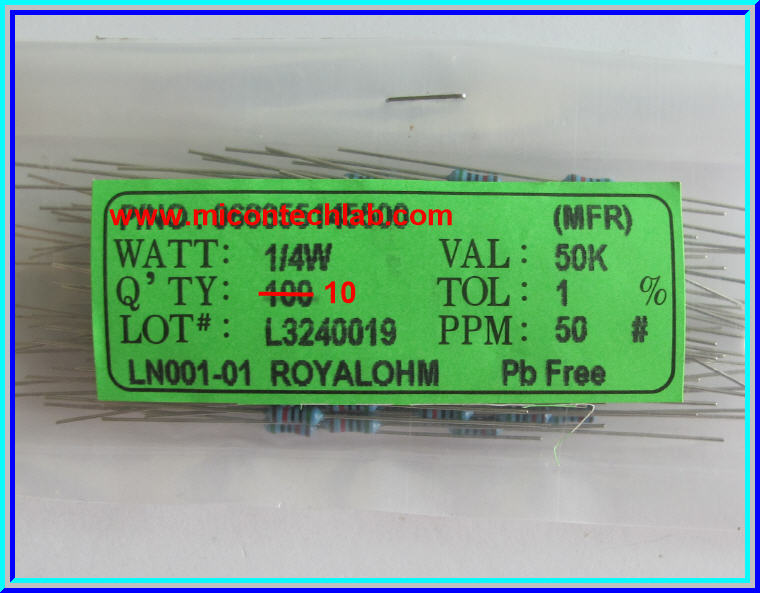 P/NO. www.micontechlab.com (MFR)
WATT: 1/4W VAL: 50K
Q'TY: 100 10 TOL: 1 %
LOT#: L3240019 PPM: 50 #
LN001-01 ROYALOHM Pb Free